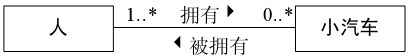 人
1..* 拥有 0..*
被拥有
小汽车